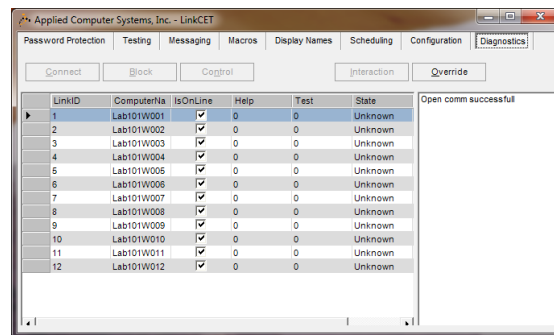 Applied Computer Systems, Inc. - LinkCET
Password Protection Testing Messaging Macros Display Names Scheduling Configuration Diagnostics
Connect Block Control Interaction Override
LinkID ComputerNa IsOnLine Help Test State
1 Lab101W001 0 0 Unknown
2 Lab101W002 0 0 Unknown
3 Lab101W003 0 0 Unknown
4 Lab101W004 0 0 Unknown
5 Lab101W005 0 0 Unknown
6 Lab101W006 0 0 Unknown
7 Lab101W007 0 0 Unknown
8 Lab101W008 0 0 Unknown
9 Lab101W009 0 0 Unknown
10 Lab101W010 0 0 Unknown
11 Lab101W011 0 0 Unknown
12 Lab101W012 0 0 Unknown
Open comm successfull